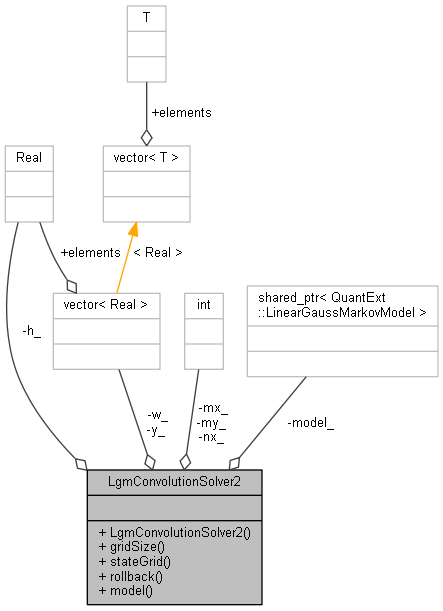 T
+elements
Real
vector< T >
+elements
< Real >
vector< Real >
int
shared_ptr< QuantExt
::LinearGaussMarkovModel >
-h_
-w_
-y_
-mx_
-my_
-nx_
-model_
LgmConvolutionSolver2
+ LgmConvolutionSolver2()
+ gridSize()
+ stateGrid()
+ rollback()
+ model()